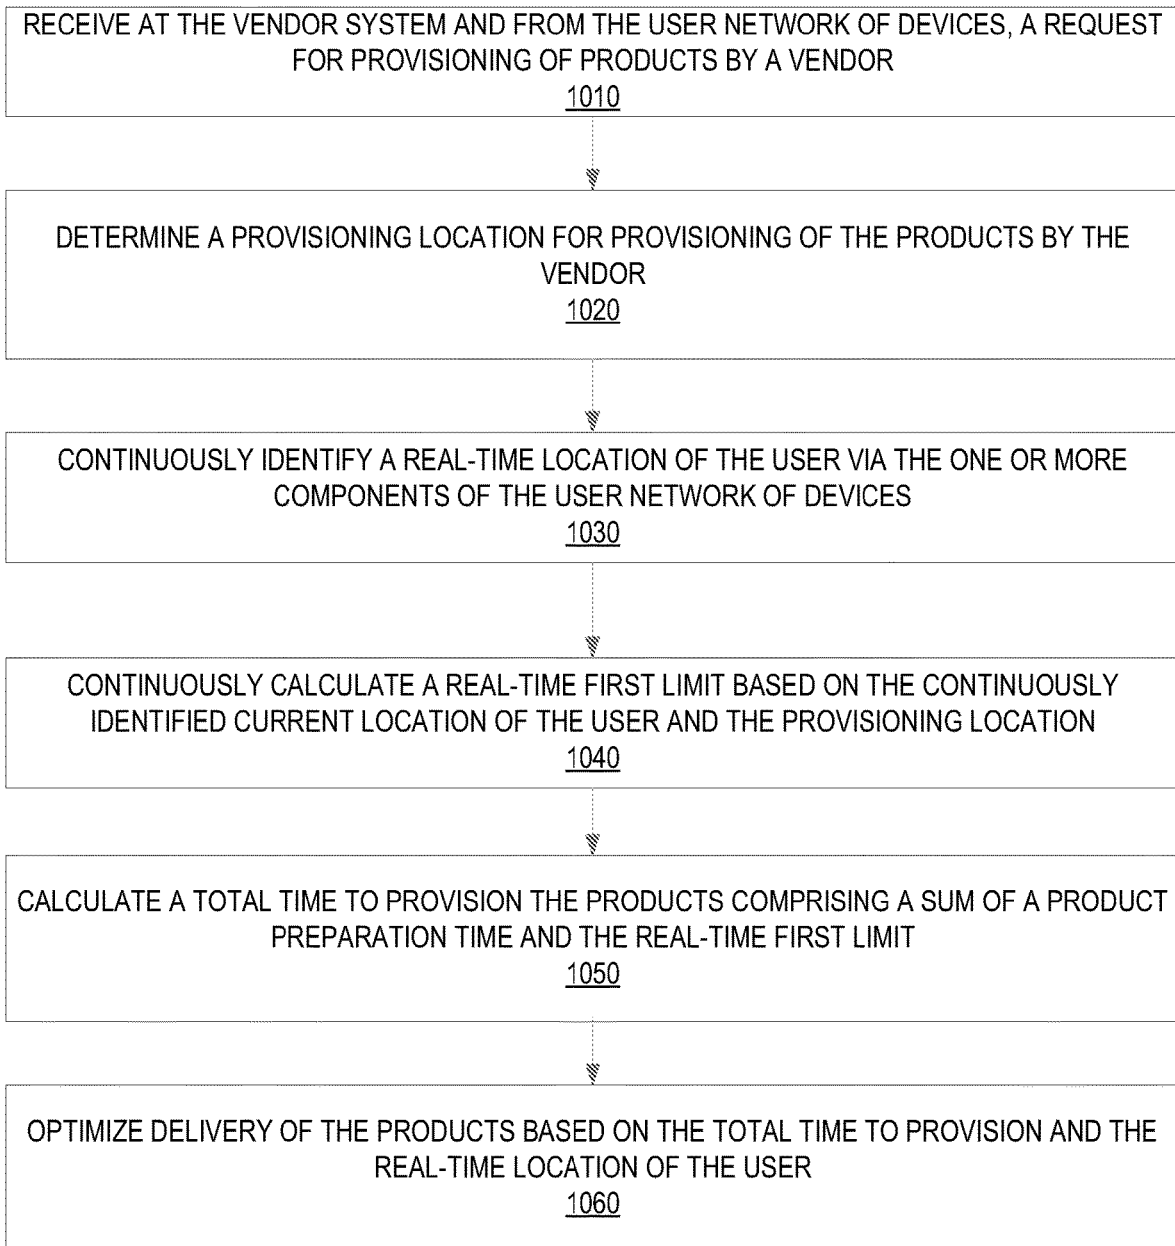 RECEIVE AT THE VENDOR SYSTEM AND FROM THE USER NETWORK OF DEVICES, A REQUEST
FOR PROVISIONING OF PRODUCTS BY A VENDOR
1010
DETERMINE A PROVISIONING LOCATION FOR PROVISIONING OF THE PRODUCTS BY THE
VENDOR
1020
CONTINUOUSLY IDENTIFY A REAL-TIME LOCATION OF THE USER VIA THE ONE OR MORE
COMPONENTS OF THE USER NETWORK OF DEVICES
1030
CONTINUOUSLY CALCULATE A REAL-TIME FIRST LIMIT BASED ON THE CONTINUOUSLY
IDENTIFIED CURRENT LOCATION OF THE USER AND THE PROVISIONING LOCATION
1040
CALCULATE A TOTAL TIME TO PROVISION THE PRODUCTS COMPRISING A SUM OF A PRODUCT
PREPARATION TIME AND THE REAL-TIME FIRST LIMIT
1050
OPTIMIZE DELIVERY OF THE PRODUCTS BASED ON THE TOTAL TIME TO PROVISION AND THE
REAL-TIME LOCATION OF THE USER
1060